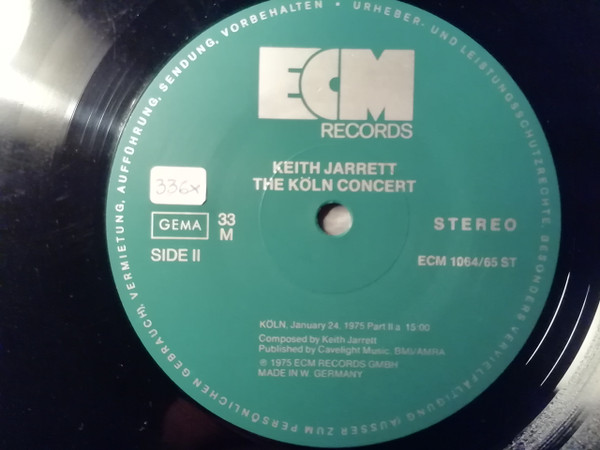 URHEBER- UND LEISTUNGSSCHUTZRECHTE, BESONDERS VERVIELFÄLTIGUNG (AUSSER ZUM PERSÖNLICHEN GEBRAUCH), VERMIETUNG, AUFFÜHRUNG, SENDUNG, VORBEHALTEN •
ECM
RECORDS
KEITH JARRETT
THE KÖLN CONCERT
336x
GEMA
33
M
STEREO
SIDE II
ECM 1064/65 ST
KÖLN, January 24, 1975 Part II a 15:00
Composed by Keith Jarrett
Published by Cavelight Music, BMI/AMRA
℗ 1975 ECM RECORDS GMBH
MADE IN W. GERMANY